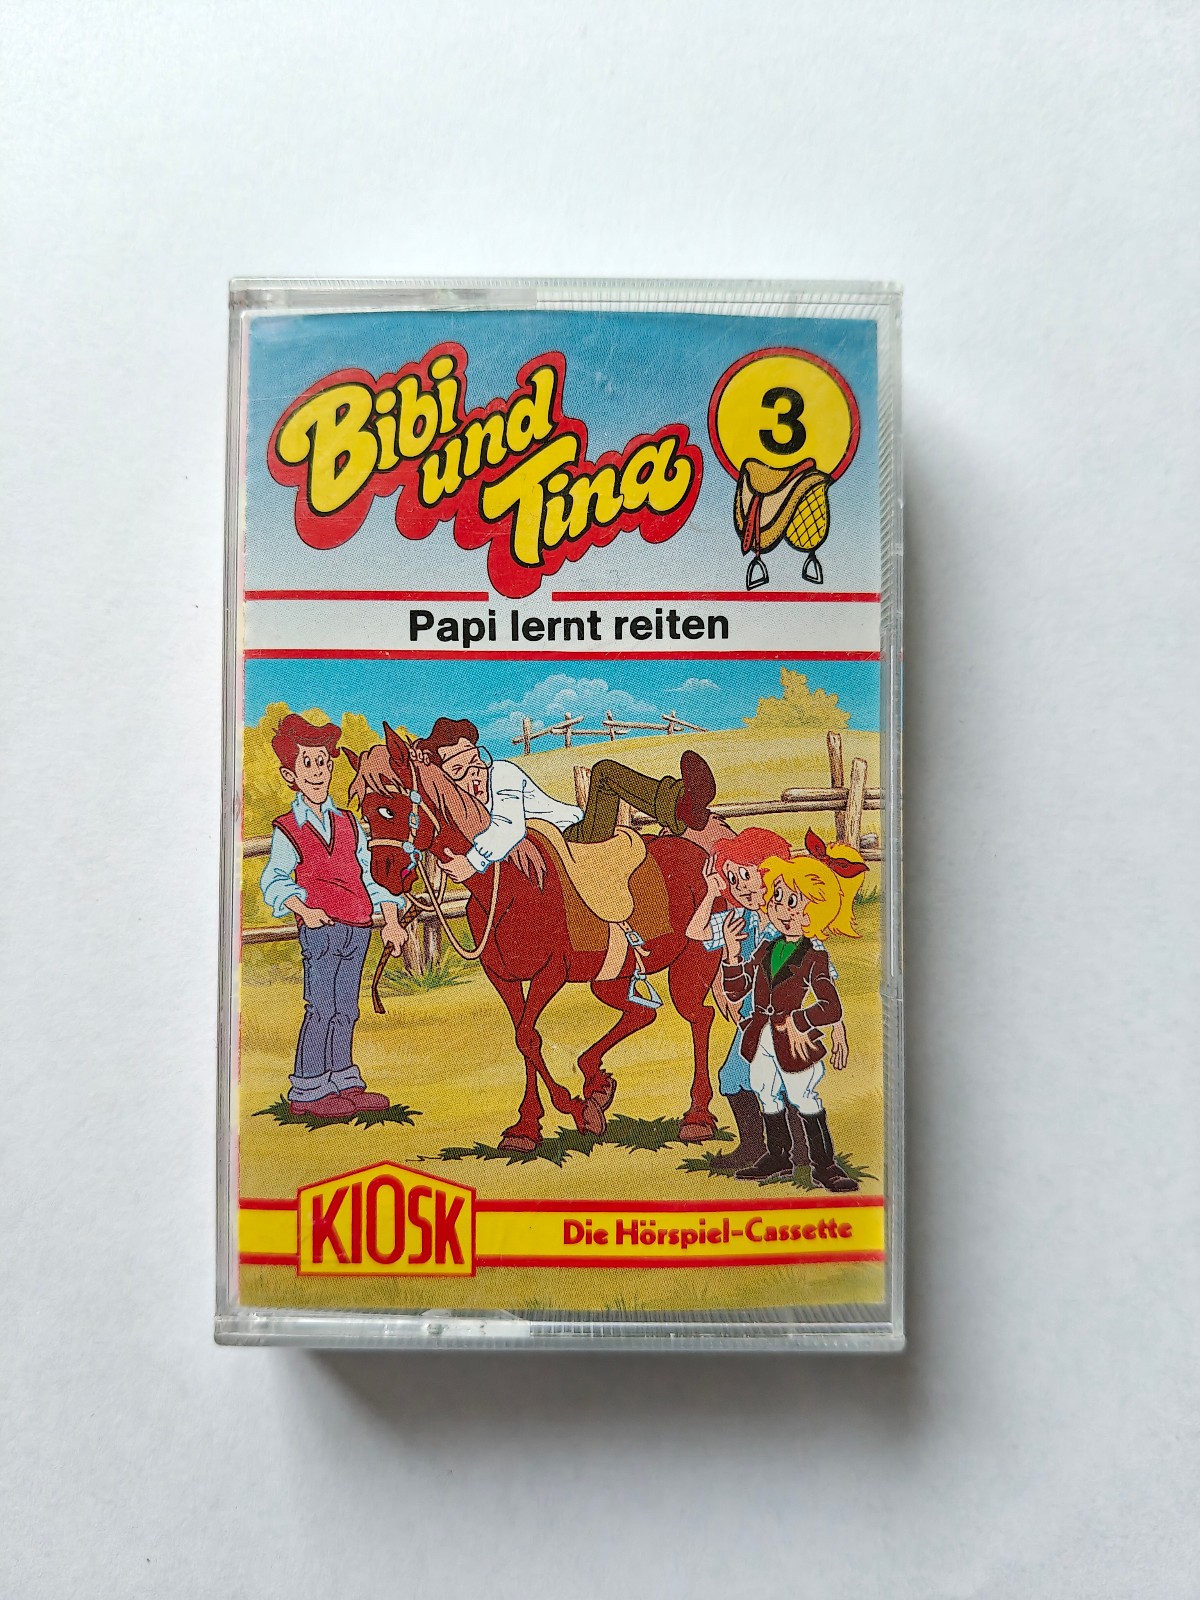 Bibi
und
Tina
3
Papi lernt reiten
KIOSK
Die Hörspiel-Cassette